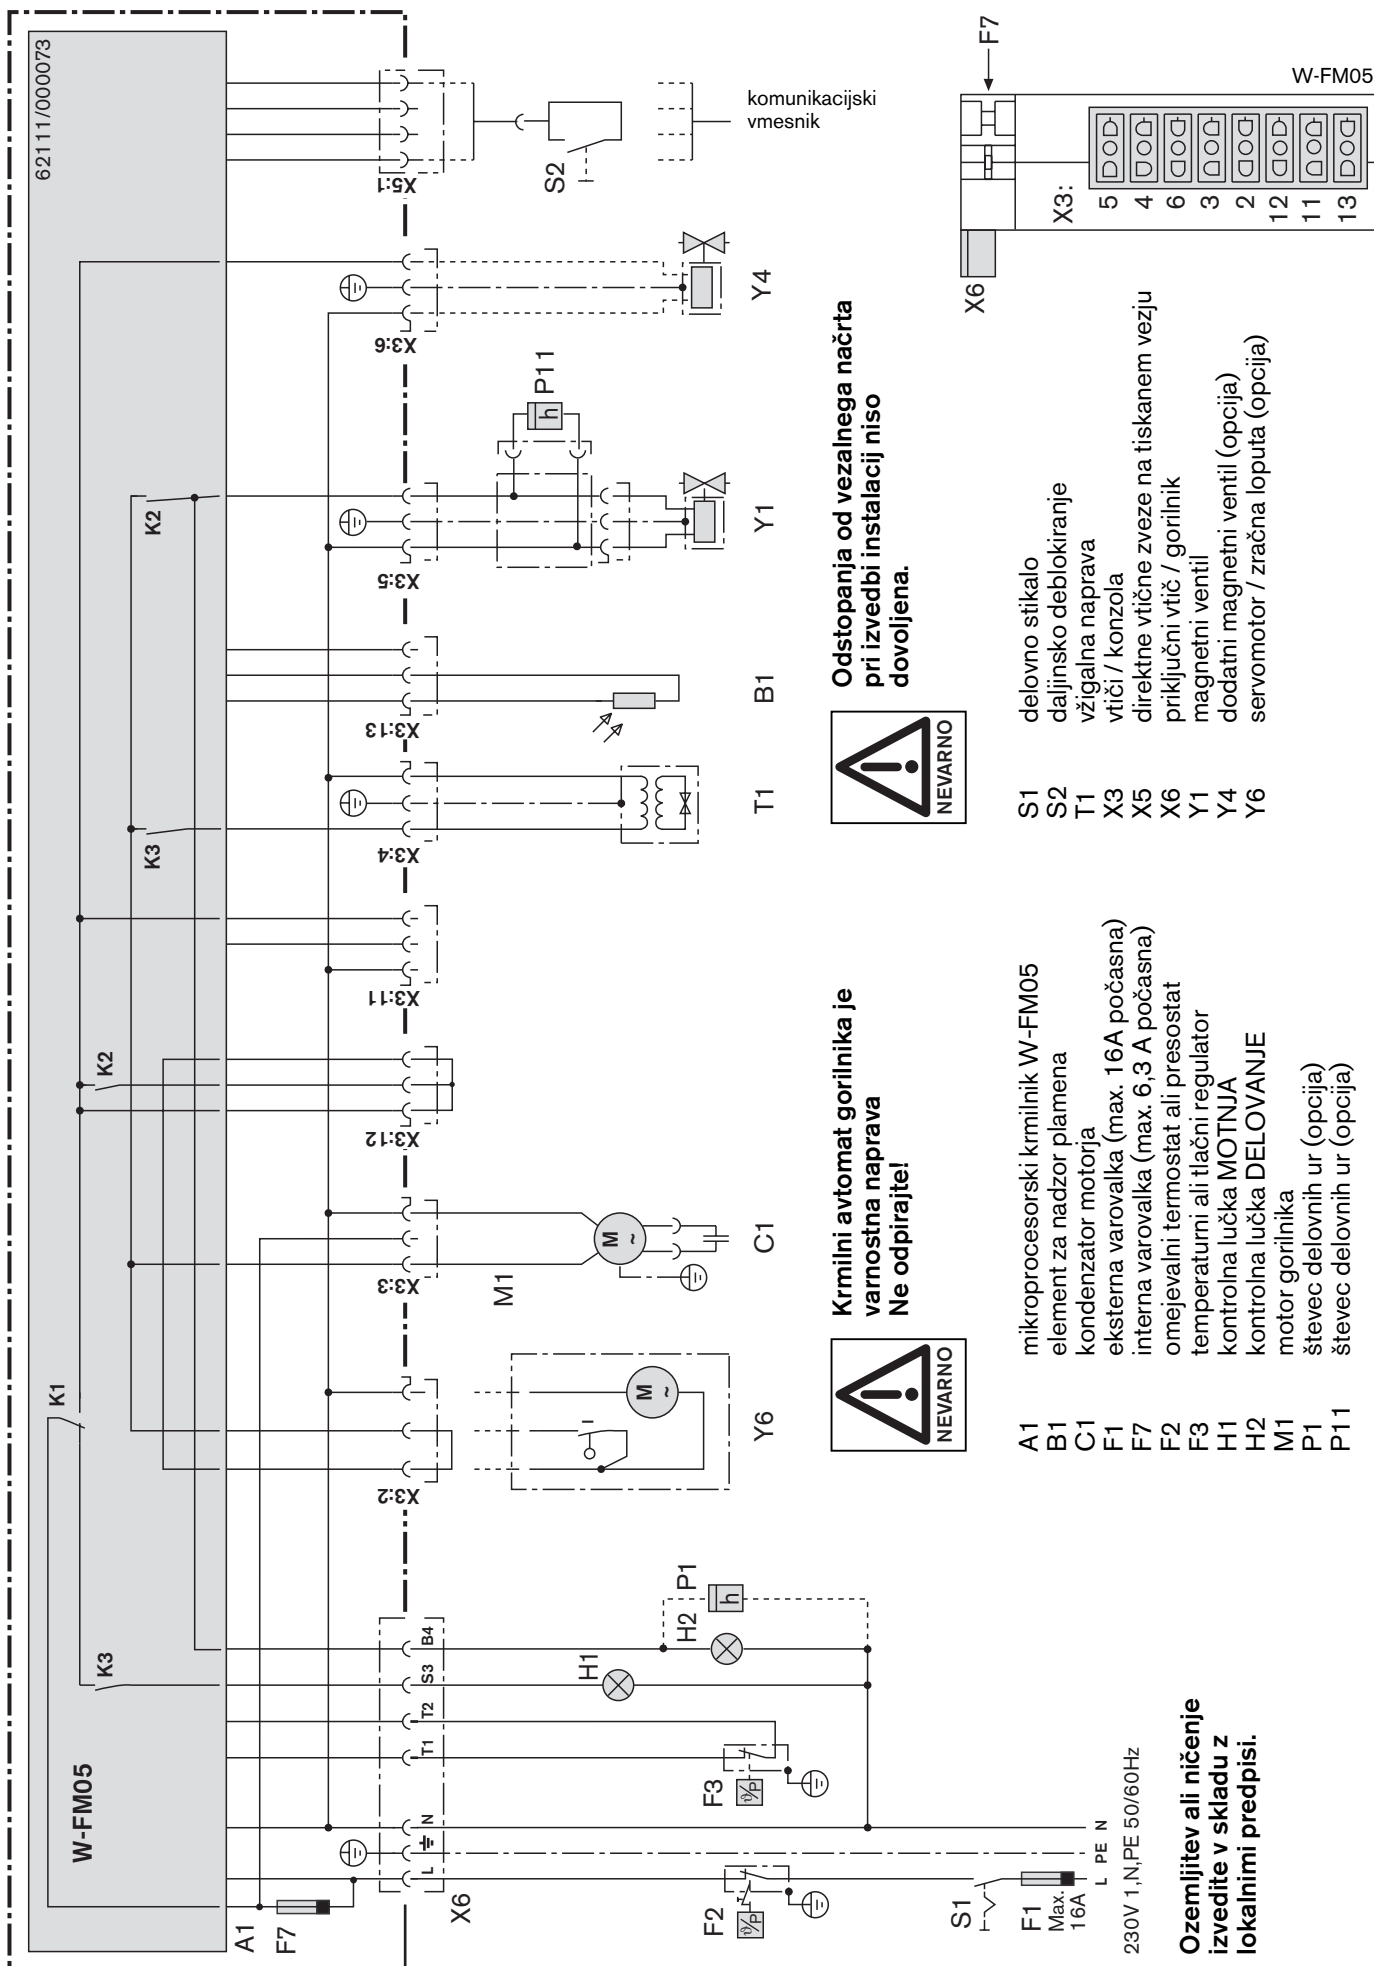 62111/000073
W-FM05
K1
K3
K2
K3
K2
A1
F7
X6
L
N
T1
T2
S3
B4
X3:2
X3:3
X3:12
X3:11
X3:4
X3:13
X3:5
X3:6
X5:1
F2
ϑ/P
F3
ϑ/P
H1
H2
P1
h
S1
F1
Max.
16A
L PE N
230V 1,N,PE 50/60Hz
Y6
M
~
M1
M
~
C1
T1
B1
P11
h
Y1
Y4
S2
komunikacijski
vmesnik
Ozemljitev ali ničenje
izvedite v skladu z
lokalnimi predpisi.
NEVARNO
Krmilni avtomat gorilnika je
varnostna naprava
Ne odpirajte!
NEVARNO
Odstopanja od vezalnega načrta
pri izvedbi instalacij niso
dovoljena.
A1 mikroprocesorski krmilnik W-FM05
B1 element za nadzor plamena
C1 kondenzator motorja
F1 eksterna varovalka (max. 16A počasna)
F7 interna varovalka (max. 6,3 A počasna)
F2 omejevalni termostat ali presostat
F3 temperaturni ali tlačni regulator
H1 kontrolna lučka MOTNJA
H2 kontrolna lučka DELOVANJE
M1 motor gorilnika
P1 števec delovnih ur (opcija)
P11 števec delovnih ur (opcija)
S1 delovno stikalo
S2 daljinsko deblokiranje
T1 vžigalna naprava
X3 vtiči / konzola
X5 direktne vtične zveze na tiskanem vezju
X6 priključni vtič / gorilnik
Y1 magnetni ventil
Y4 dodatni magnetni ventil (opcija)
Y6 servomotor / zračna loputa (opcija)
X6
F7
W-FM05
X3:
5
4
6
3
2
12
11
13